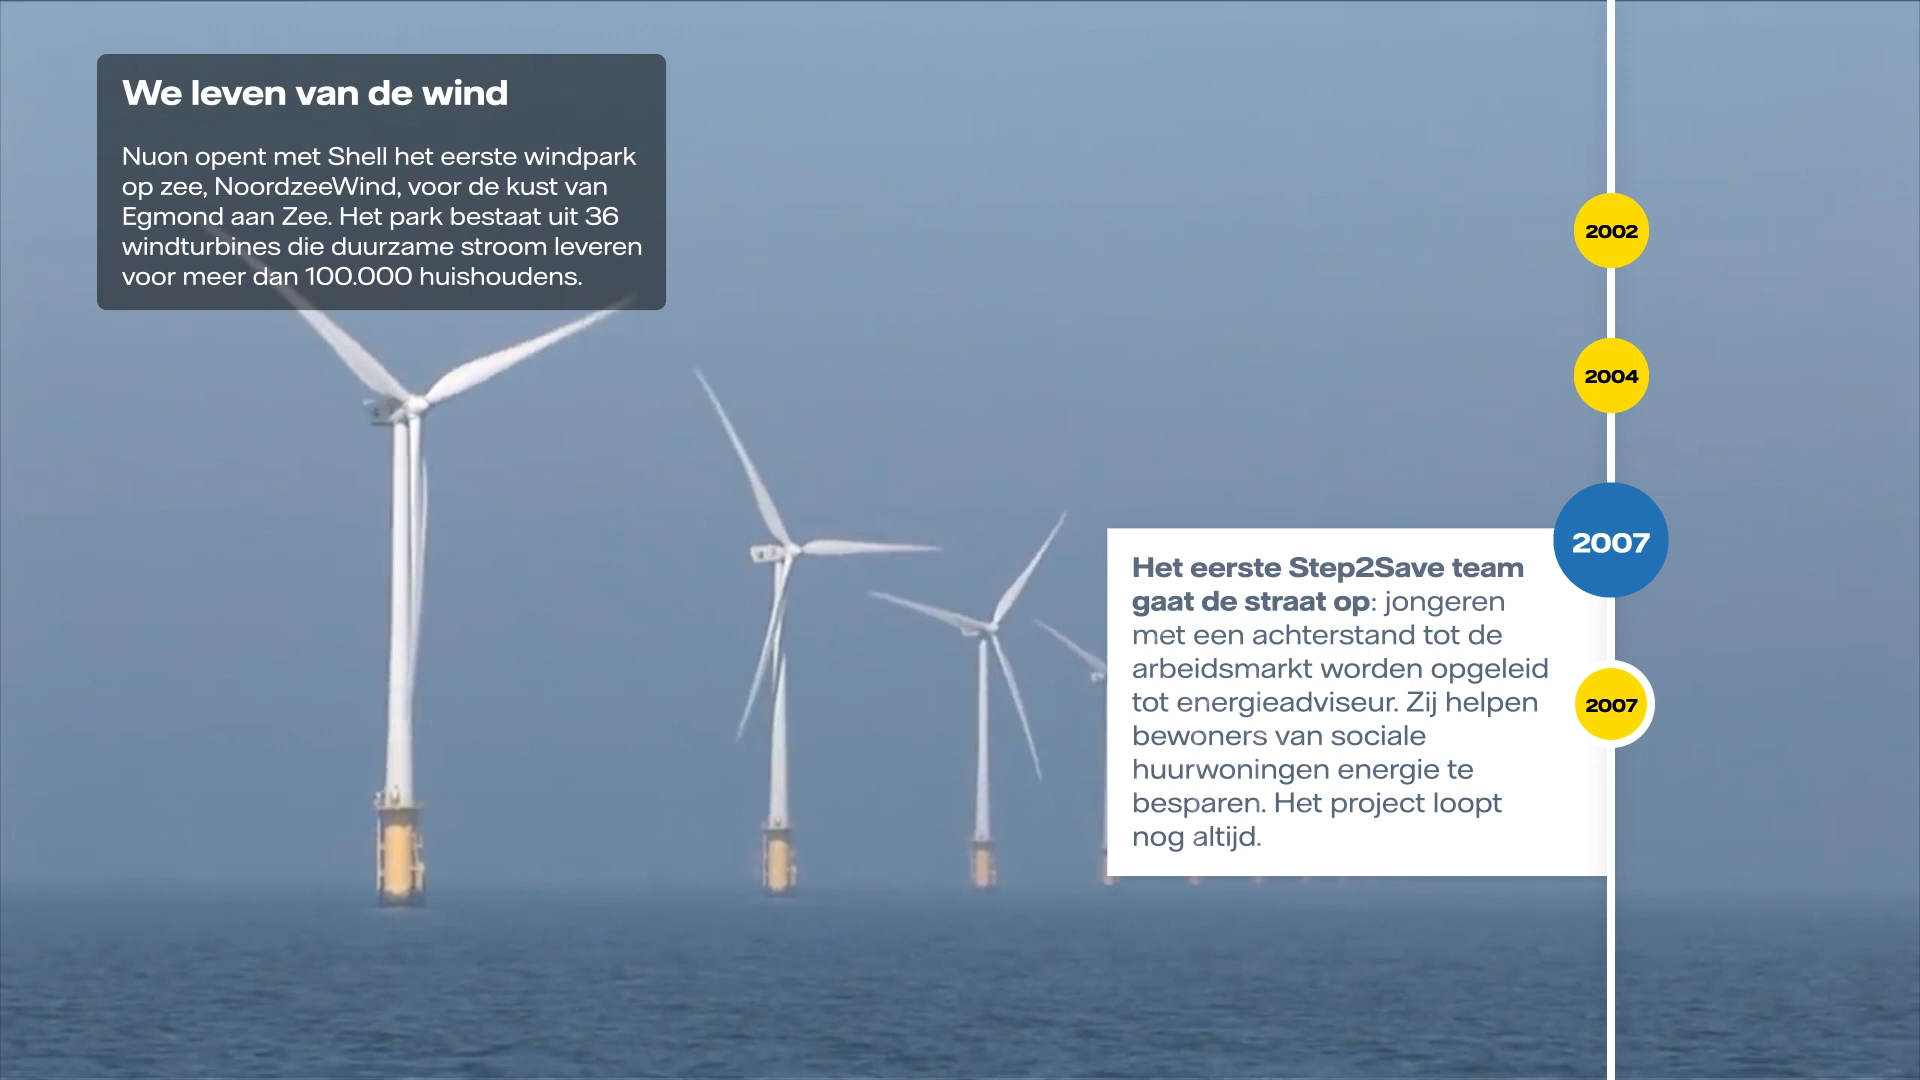 We leven van de wind
Nuon opent met Shell het eerste windpark
op zee, NoordzeeWind, voor de kust van
Egmond aan Zee. Het park bestaat uit 36
windturbines die duurzame stroom leveren
voor meer dan 100.000 huishoudens.
2002
2004
2007
Het eerste Step2Save team
gaat de straat op: jongeren
met een achterstand tot de
arbeidsmarkt worden opgeleid
tot energieadviseur. Zij helpen
bewoners van sociale
huurwoningen energie te
besparen. Het project loopt
nog altijd.
2007